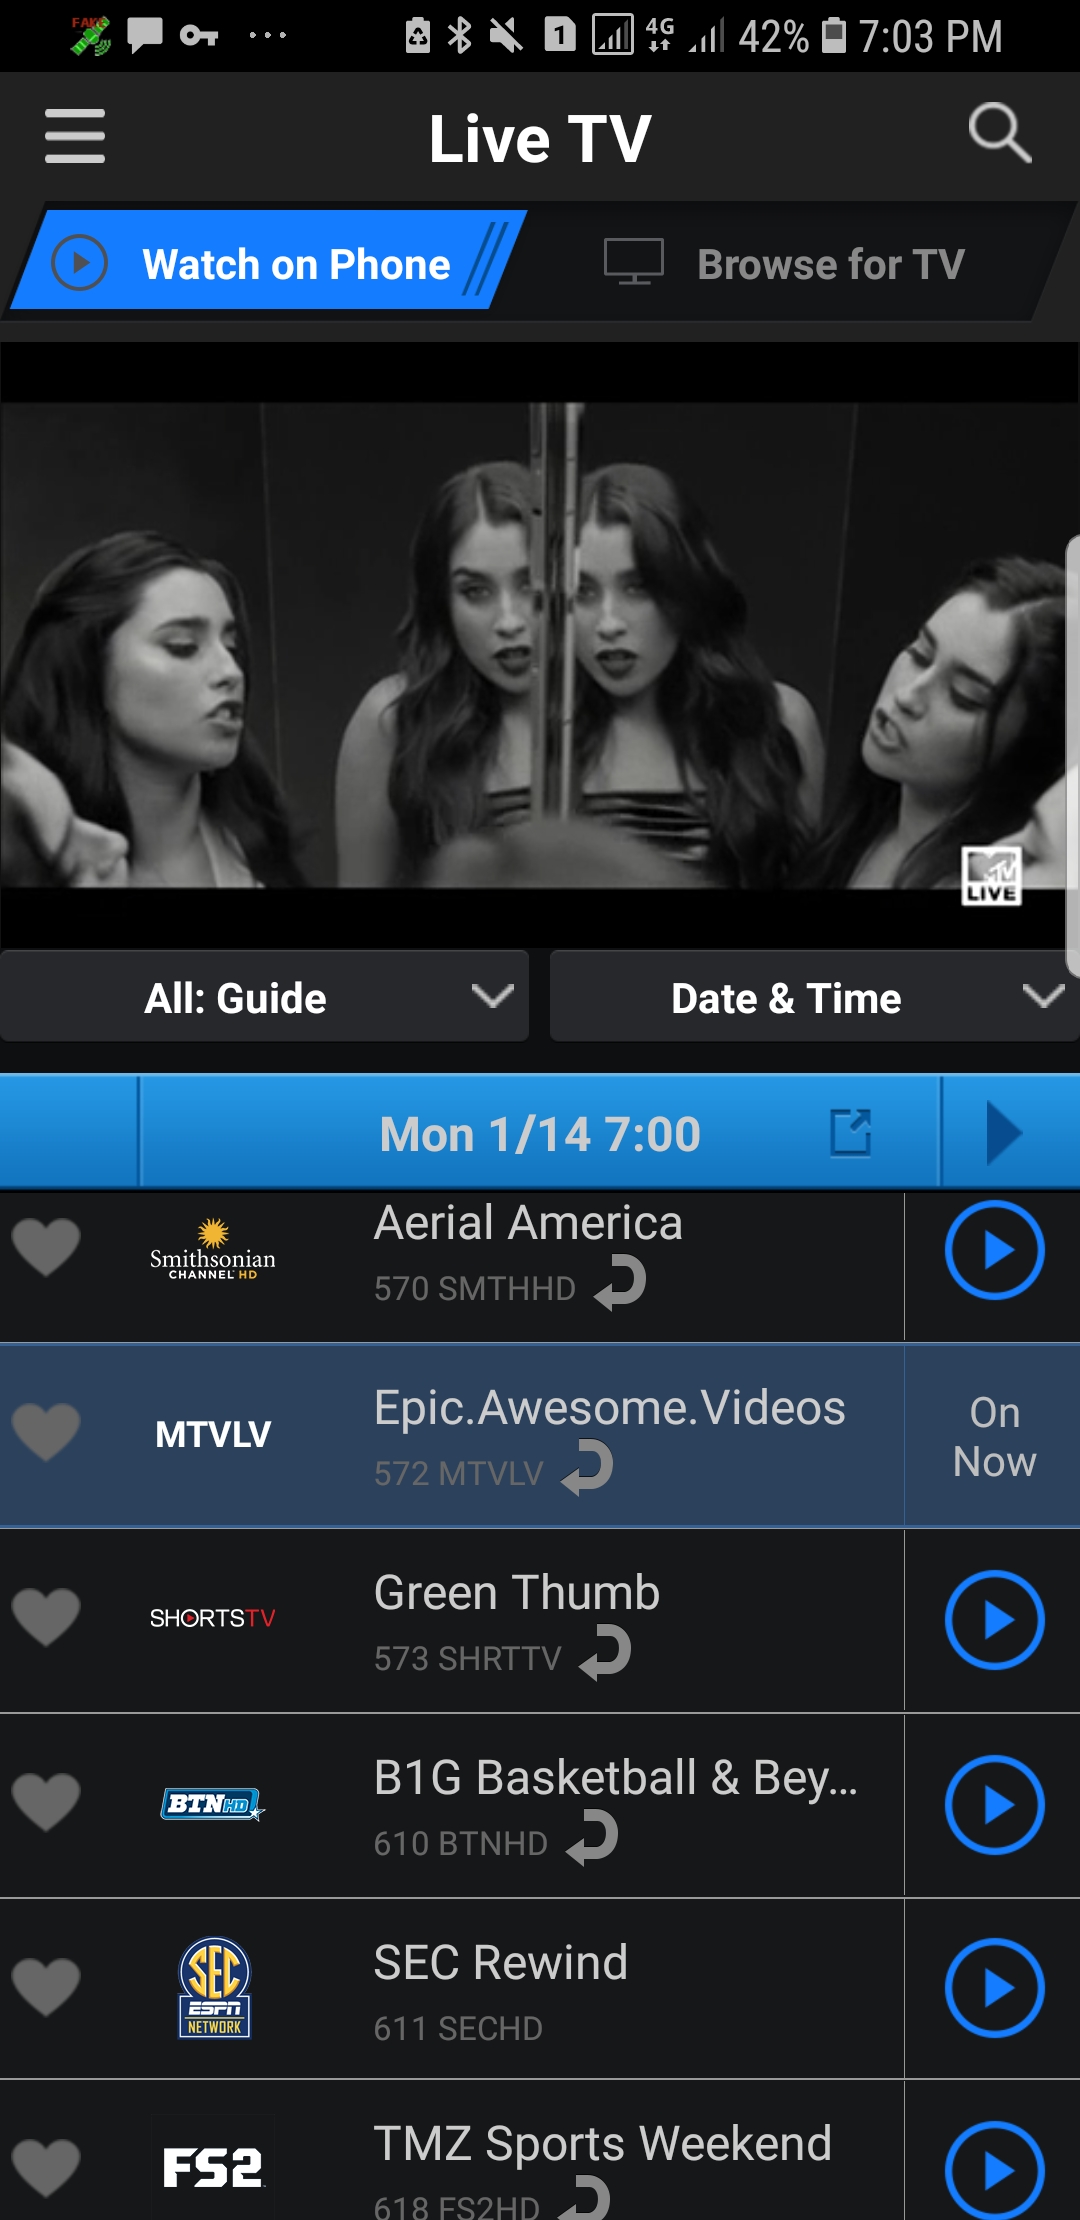 FAKE
1 4G 42% 7:03 PM
Live TV
Watch on Phone
Browse for TV
MTV
LIVE
All: Guide
Date & Time
Mon 1/14 7:00
Smithsonian
CHANNEL HD
Aerial America
570 SMTHHD
MTVLV
Epic.Awesome.Videos
572 MTVLV
On
Now
SHORTSTV
Green Thumb
573 SHRTTV
BTN HD
B1G Basketball & Bey...
610 BTNHD
SEC
ESPN
NETWORK
SEC Rewind
611 SECHD
FS2
TMZ Sports Weekend
618 FS2HD